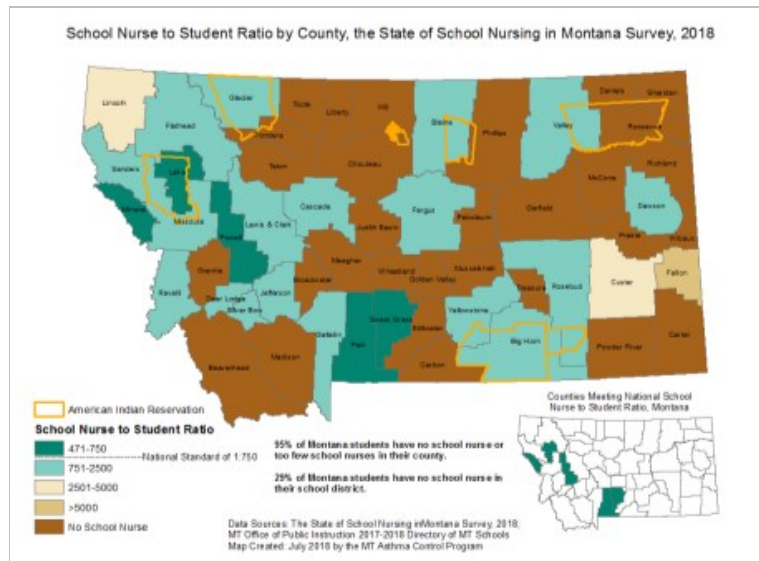 School Nurse to Student Ratio by County, the State of School Nursing in Montana Survey, 2018
Lincoln
Glacier
Toole
Liberty
Hill
Blaine
Phillips
Valley
Daniels
Sheridan
Roosevelt
Flathead
Pondera
Teton
Chouteau
Richland
McCone
Sanders
Lake
Mineral
Missoula
Powell
Lewis & Clark
Cascade
Judith Basin
Fergus
Petroleum
Garfield
Dawson
Prairie
Wibaux
Granite
Meagher
Broadwater
Wheatland
Golden Valley
Musselshell
Treasure
Rosebud
Custer
Fallon
Ravalli
Deer Lodge
Silver Bow
Jefferson
Gallatin
Park
Sweet Grass
Stillwater
Yellowstone
Big Horn
Carbon
Powder River
Carter
Beaverhead
Madison
American Indian Reservation
School Nurse to Student Ratio
471-750
National Standard of 1:750
751-2500
2501-5000
>5000
No School Nurse
95% of Montana students have no school nurse or
too few school nurses in their county.
29% of Montana students have no school nurse in
their school district.
Counties Meeting National School
Nurse to Student Ratio, Montana
Data Sources: The State of School Nursing inMontana Survey, 2018;
MT Office of Public Instruction 2017-2018 Directory of MT Schools
Map Created: July 2018 by the MT Asthma Control Program